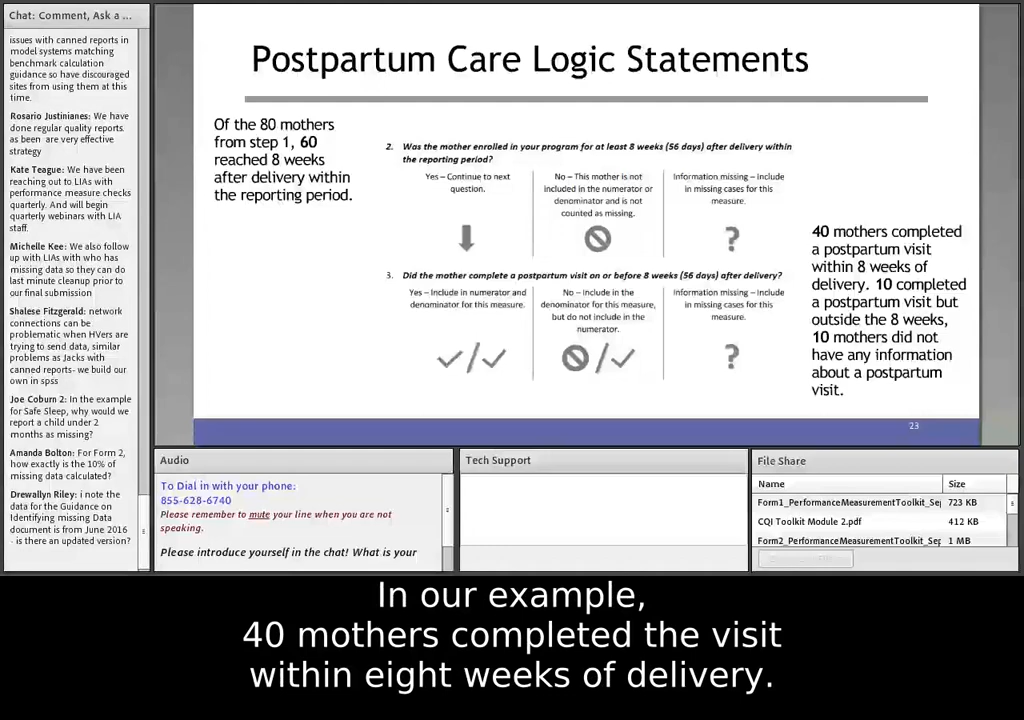 Chat: Comment, Ask a ...
issues with canned reports in
model systems matching
benchmark calculation
guidance so have discouraged
sites from using them at this
time.
Rosario Justinianes: We have
done regular quality reports
as been are very effective
strategy
Kate Teague: We have been
reaching out to LIAs with
performance measure checks
quarterly. And will begin
quarterly webinars with LIA
staff.
Michelle Kee: We also follow
up with LIAs with who has
missing data so they can do
last minute cleanup prior to
our final submission
Shalese Fitzgerald: network
connections can be
problematic when HVers are
trying to send data, similar
problems as Jacks with
canned reports- we build our
own in spss
Joe Coburn 2: In the example
for Safe Sleep, why would we
report a child under 2
months as missing?
Amanda Bolton: For Form 2,
how exactly is the 10% of
missing data calculated?
Drewallyn Riley: i note the
data for the Guidance on
Identifying missing Data
document is from June 2016
- is there an updated version?
Postpartum Care Logic Statements
Of the 80 mothers
from step 1, 60
reached 8 weeks
after delivery within
the reporting period.
2. Was the mother enrolled in your program for at least 8 weeks (56 days) after delivery within
the reporting period?
Yes – Continue to next
question.
No – This mother is not
included in the numerator or
denominator and is not
counted as missing.
Information missing – Include
in missing cases for this
measure.
?
3. Did the mother complete a postpartum visit on or before 8 weeks (56 days) after delivery?
Yes – Include in numerator and
denominator for this measure.
No – Include in the
denominator for this measure,
but do not include in the
numerator.
Information missing – Include
in missing cases for this
measure.
?
40 mothers completed
a postpartum visit
within 8 weeks of
delivery. 10 completed
a postpartum visit but
outside the 8 weeks,
10 mothers did not
have any information
about a postpartum
visit.
23
Audio
To Dial in with your phone:
855-628-6740
Please remember to mute your line when you are not
speaking.
Please introduce yourself in the chat! What is your
Tech Support
File Share
Name Size
Form1_PerformanceMeasurementToolkit_Sep 723 KB
CQI Toolkit Module 2.pdf 412 KB
Form2_PerformanceMeasurementToolkit_Sep 1 MB
In our example,
40 mothers completed the visit
within eight weeks of delivery.